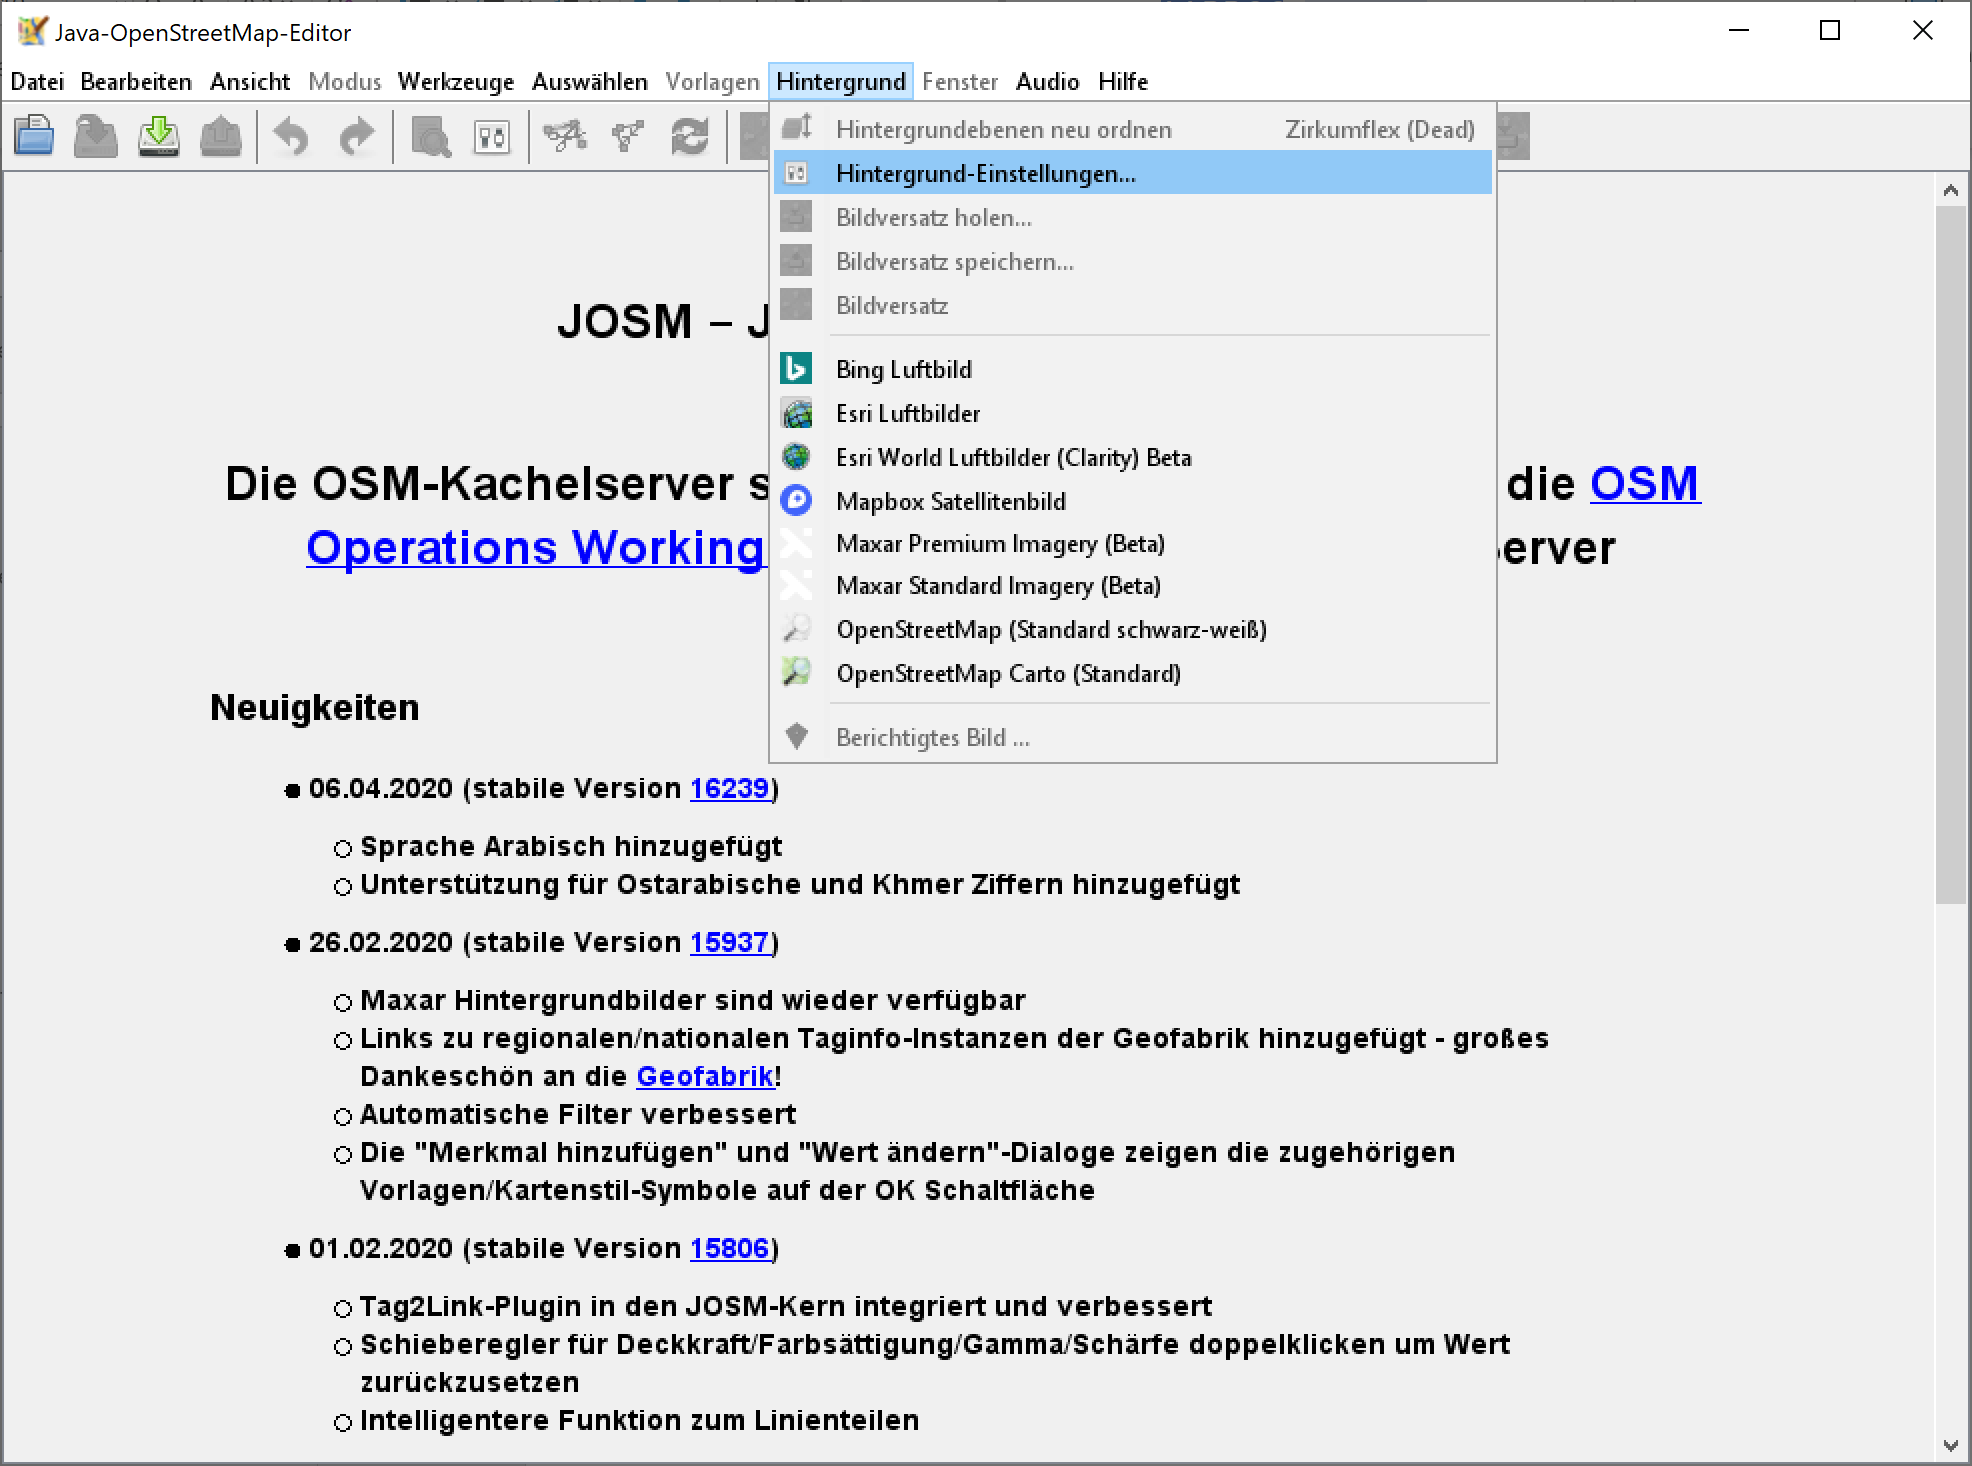 Java-OpenStreetMap-Editor
Datei Bearbeiten Ansicht Modus Werkzeuge Auswählen Vorlagen Hintergrund Fenster Audio Hilfe
Hintergrundebenen neu ordnen Zirkumflex (Dead)
Hintergrund-Einstellungen...
Bildversatz holen...
Bildversatz speichern...
Bildversatz
Bing Luftbild
Esri Luftbilder
Esri World Luftbilder (Clarity) Beta
Mapbox Satellitenbild
Maxar Premium Imagery (Beta)
Maxar Standard Imagery (Beta)
OpenStreetMap (Standard schwarz-weiß)
OpenStreetMap Carto (Standard)
Berichtigtes Bild ...
JOSM –
Die OSM-Kachelserver die OSM
Operations Working
Neuigkeiten
06.04.2020 (stabile Version 16239)
Sprache Arabisch hinzugefügt
Unterstützung für Ostarabische und Khmer Ziffern hinzugefügt
26.02.2020 (stabile Version 15937)
Maxar Hintergrundbilder sind wieder verfügbar
Links zu regionalen/nationalen Taginfo-Instanzen der Geofabrik hinzugefügt - großes
Dankeschön an die Geofabrik!
Automatische Filter verbessert
Die "Merkmal hinzufügen" und "Wert ändern"-Dialoge zeigen die zugehörigen
Vorlagen/Kartenstil-Symbole auf der OK Schaltfläche
01.02.2020 (stabile Version 15806)
Tag2Link-Plugin in den JOSM-Kern integriert und verbessert
Schieberegler für Deckkraft/Farbsättigung/Gamma/Schärfe doppelklicken um Wert
zurückzusetzen
Intelligentere Funktion zum Linienteilen